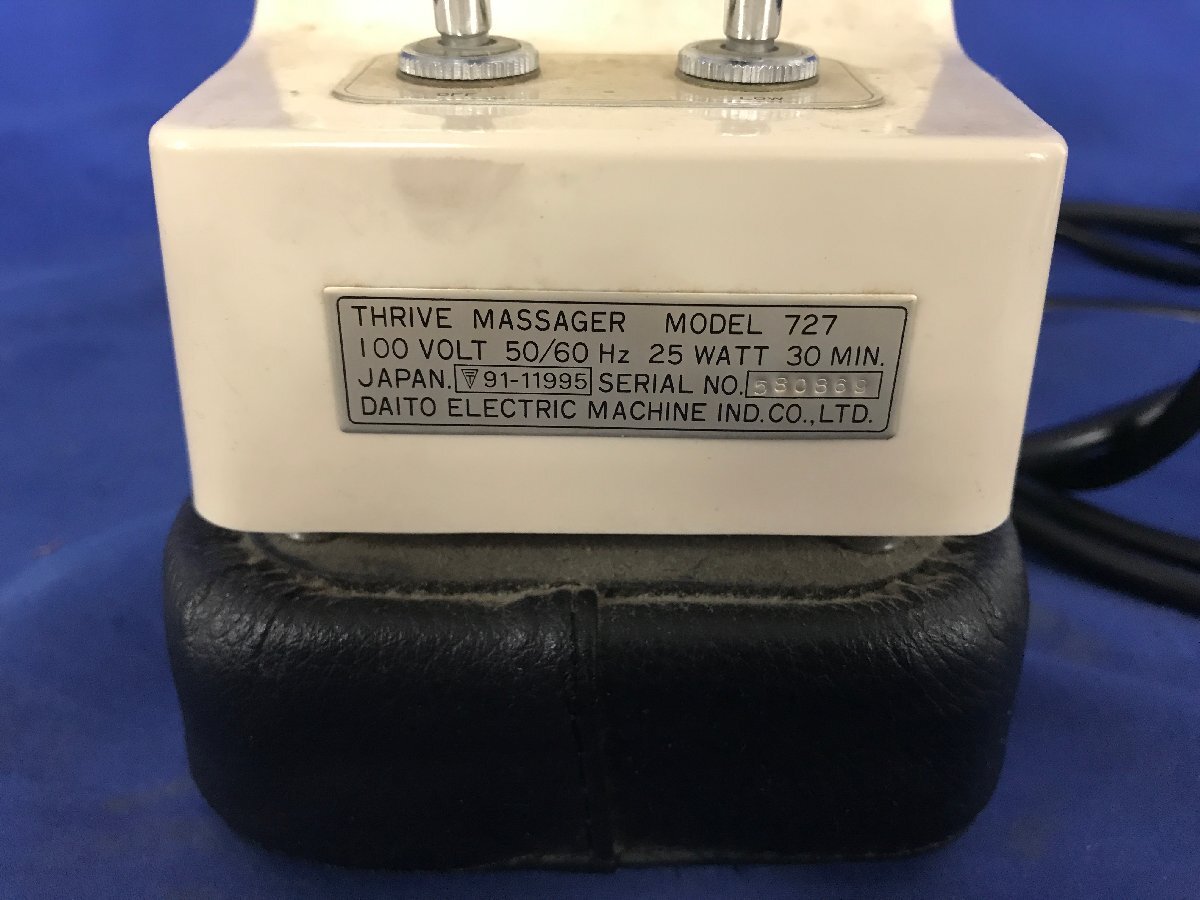 LOW
THRIVE MASSAGER MODEL 727
100 VOLT 50/60 Hz 25 WATT 30 MIN.
JAPAN. 91-11995 SERIAL NO. 580869
DAITO ELECTRIC MACHINE IND.CO.,LTD.